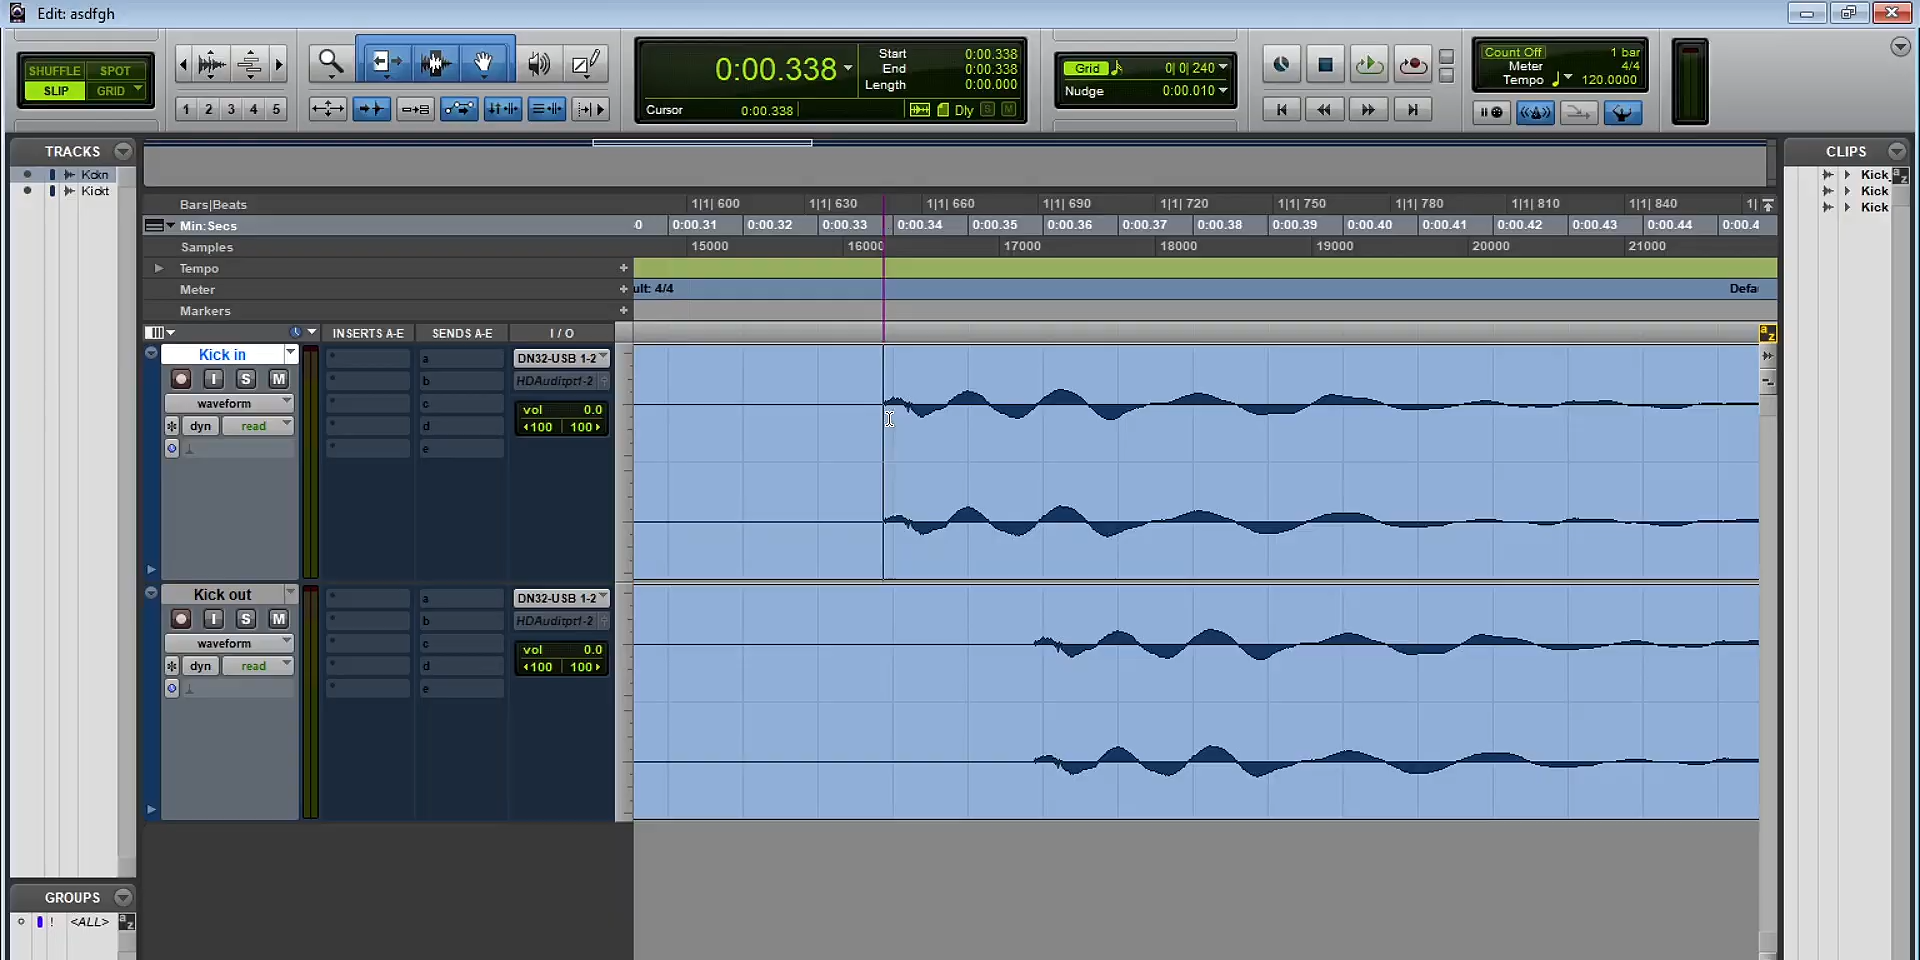 Edit: asdfgh
SHUFFLE SPOT
SLIP GRID
1 2 3 4 5
0:00.338
Start 0:00.338
End 0:00.338
Length 0:00.000
Cursor 0:00.338
Dly S M
Grid 0| 0| 240
Nudge 0:00.010
Count Off 1 bar
Meter 4/4
Tempo 120.0000
TRACKS
Kckn
Kickt
CLIPS
Kick
Kick
Kick
a z
Bars|Beats 1|1| 600 1|1| 630 1|1| 660 1|1| 690 1|1| 720 1|1| 750 1|1| 780 1|1| 810 1|1| 840 1|
Min:Secs 0 0:00.31 0:00.32 0:00.33 0:00.34 0:00.35 0:00.36 0:00.37 0:00.38 0:00.39 0:00.40 0:00.41 0:00.42 0:00.43 0:00.44 0:00.4
Samples 15000 16000 17000 18000 19000 20000 21000
Tempo +
Meter + ult: 4/4 Defa
Markers +
INSERTS A-E SENDS A-E I / O
a z
Kick in
a DN32-USB 1-2
I S M
b HDAuditpt1-2
waveform
c vol 0.0
dyn read
d 100 100
e
Kick out
a DN32-USB 1-2
I S M
b HDAuditpt1-2
waveform
c vol 0.0
dyn read
d 100 100
e
GROUPS
! <ALL>
a z